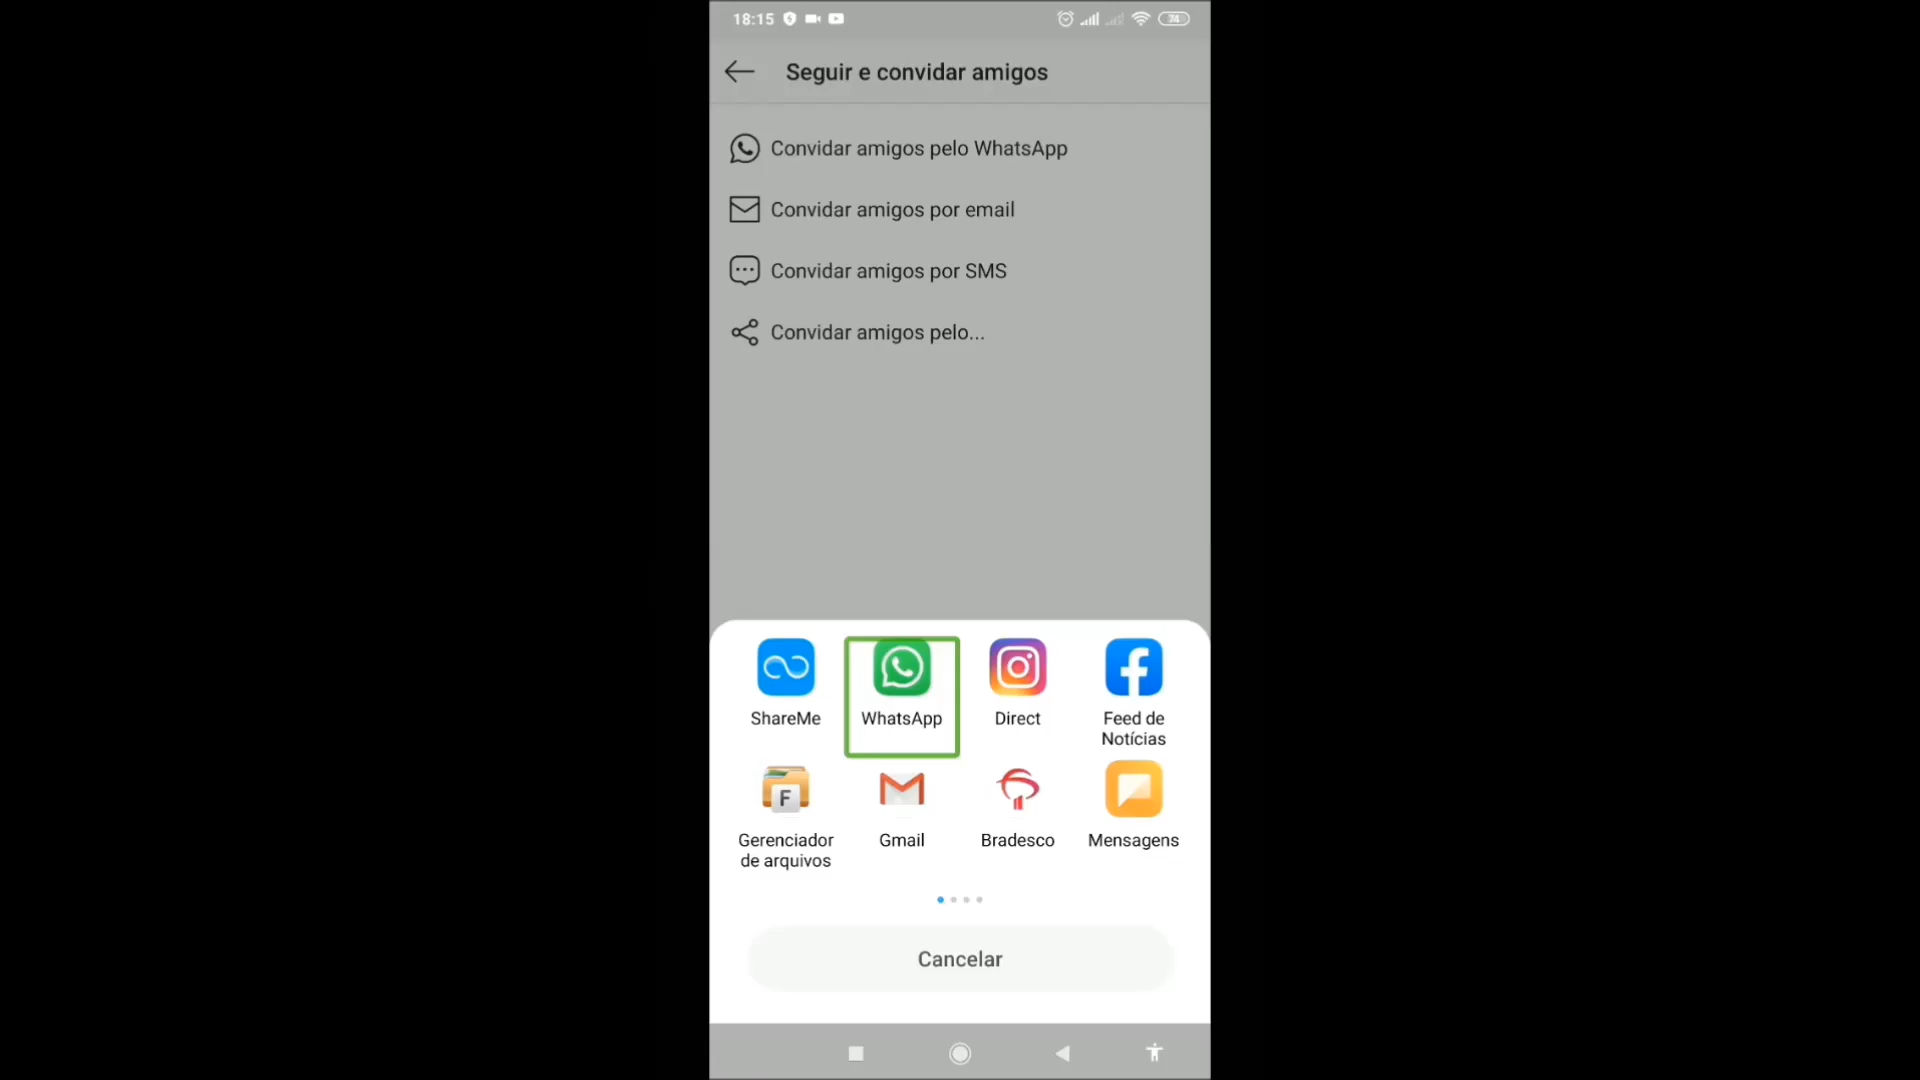 18:15
74
Seguir e convidar amigos
Convidar amigos pelo WhatsApp
Convidar amigos por email
Convidar amigos por SMS
Convidar amigos pelo...
ShareMe
WhatsApp
Direct
Feed de
Notícias
F
Gerenciador
de arquivos
Gmail
Bradesco
Mensagens
Cancelar